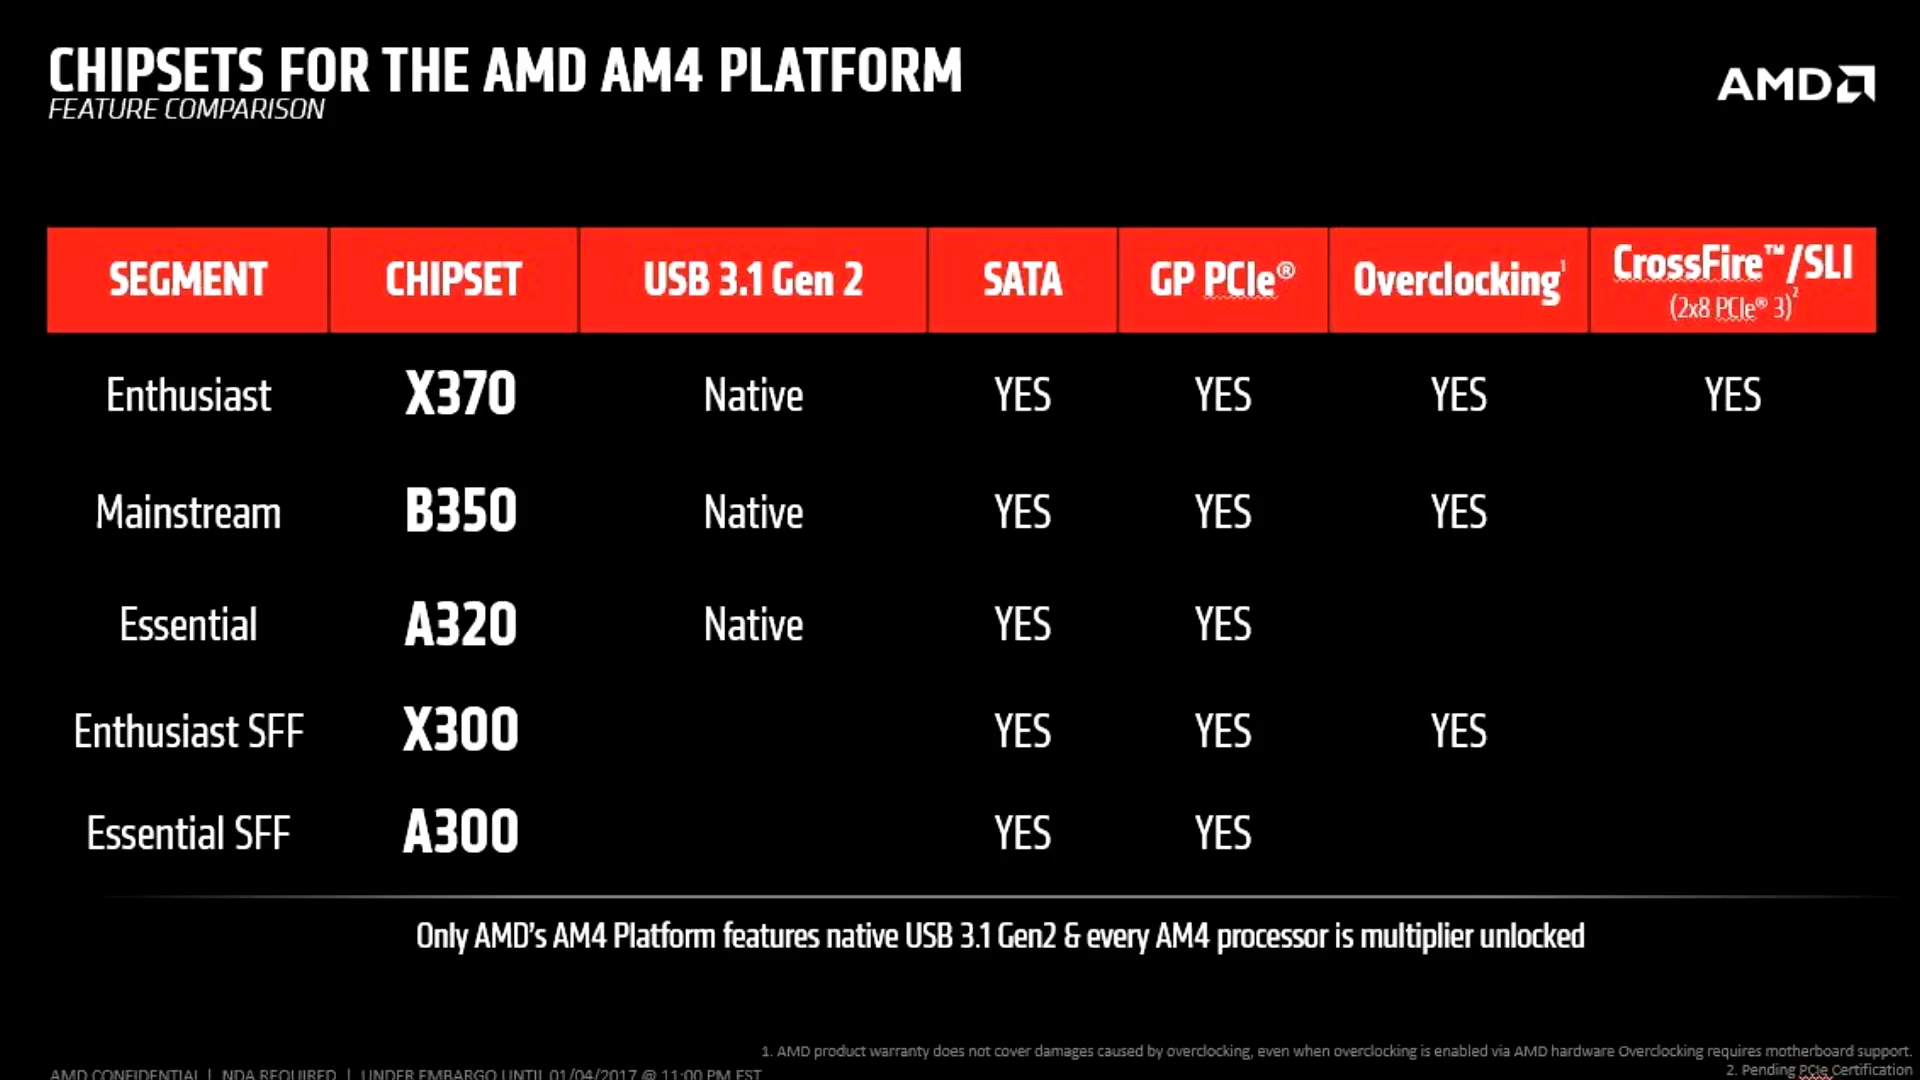 CHIPSETS FOR THE AMD AM4 PLATFORM
FEATURE COMPARISON
AMD
SEGMENT CHIPSET USB 3.1 Gen 2 SATA GP PCIe® Overclocking¹ CrossFire™/SLI
(2x8 PCIe® 3)²
Enthusiast X370 Native YES YES YES YES
Mainstream B350 Native YES YES YES
Essential A320 Native YES YES
Enthusiast SFF X300 YES YES YES
Essential SFF A300 YES YES
Only AMD's AM4 Platform features native USB 3.1 Gen2 & every AM4 processor is multiplier unlocked
1. AMD product warranty does not cover damages caused by overclocking, even when overclocking is enabled via AMD hardware Overclocking requires motherboard support.
2. Pending PCIe Certification
AMD CONFIDENTIAL | NDA REQUIRED | UNDER EMBARGO UNTIL 01/04/2017 @ 11:00 PM EST